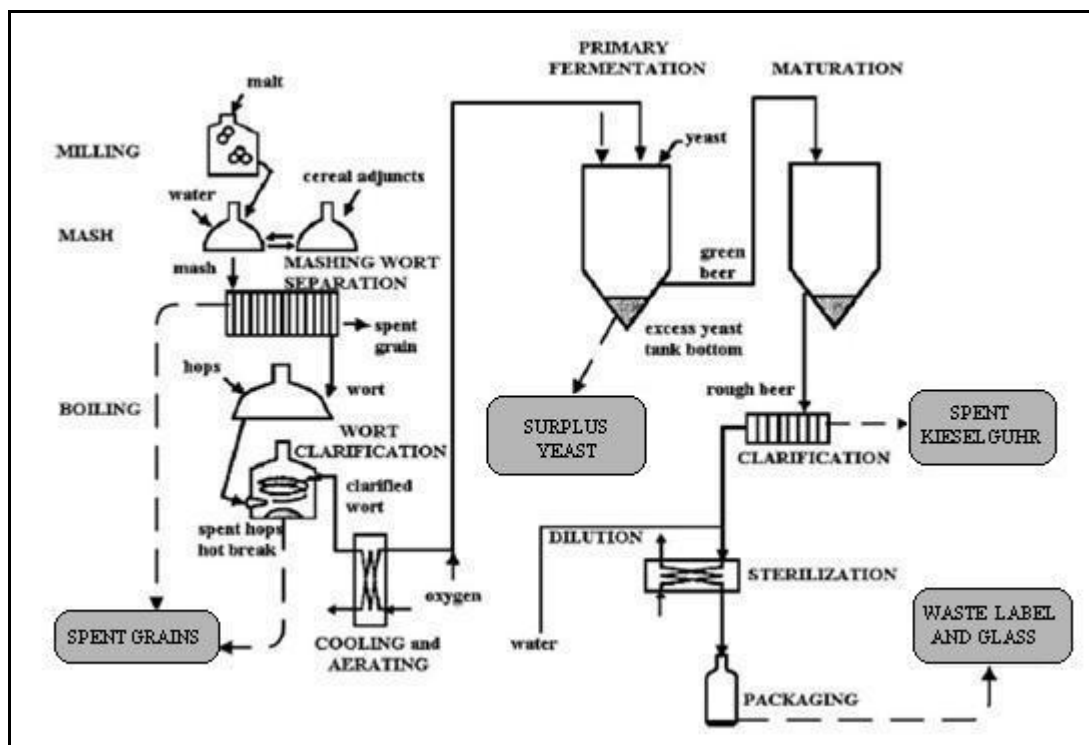 PRIMARY
FERMENTATION
MATURATION
malt
MILLING
yeast
water
cereal adjuncts
MASH
mash
MASHING WORT
SEPARATION
green
beer
spent
grain
excess yeast
tank bottom
hops
wort
rough beer
BOILING
SURPLUS
YEAST
SPENT
KIESELGUHR
WORT
CLARIFICATION
CLARIFICATION
clarified
wort
spent hops
hot break
DILUTION
STERILIZATION
oxygen
SPENT GRAINS
COOLING and
AERATING
water
WASTE LABEL
AND GLASS
PACKAGING